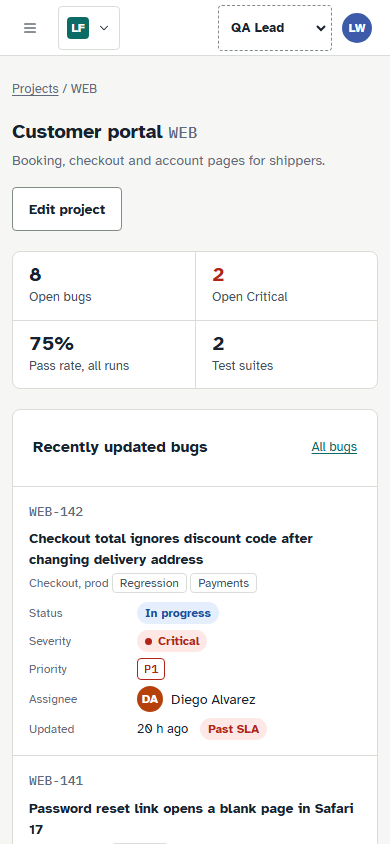 LF
QA Lead
LW
Projects / WEB
Customer portal WEB
Booking, checkout and account pages for shippers.
Edit project
8
Open bugs
2
Open Critical
75%
Pass rate, all runs
2
Test suites
Recently updated bugs
All bugs
WEB-142
Checkout total ignores discount code after
changing delivery address
Checkout, prod Regression Payments
Status In progress
Severity Critical
Priority P1
Assignee DA Diego Alvarez
Updated 20 h ago Past SLA
WEB-141
Password reset link opens a blank page in Safari
17